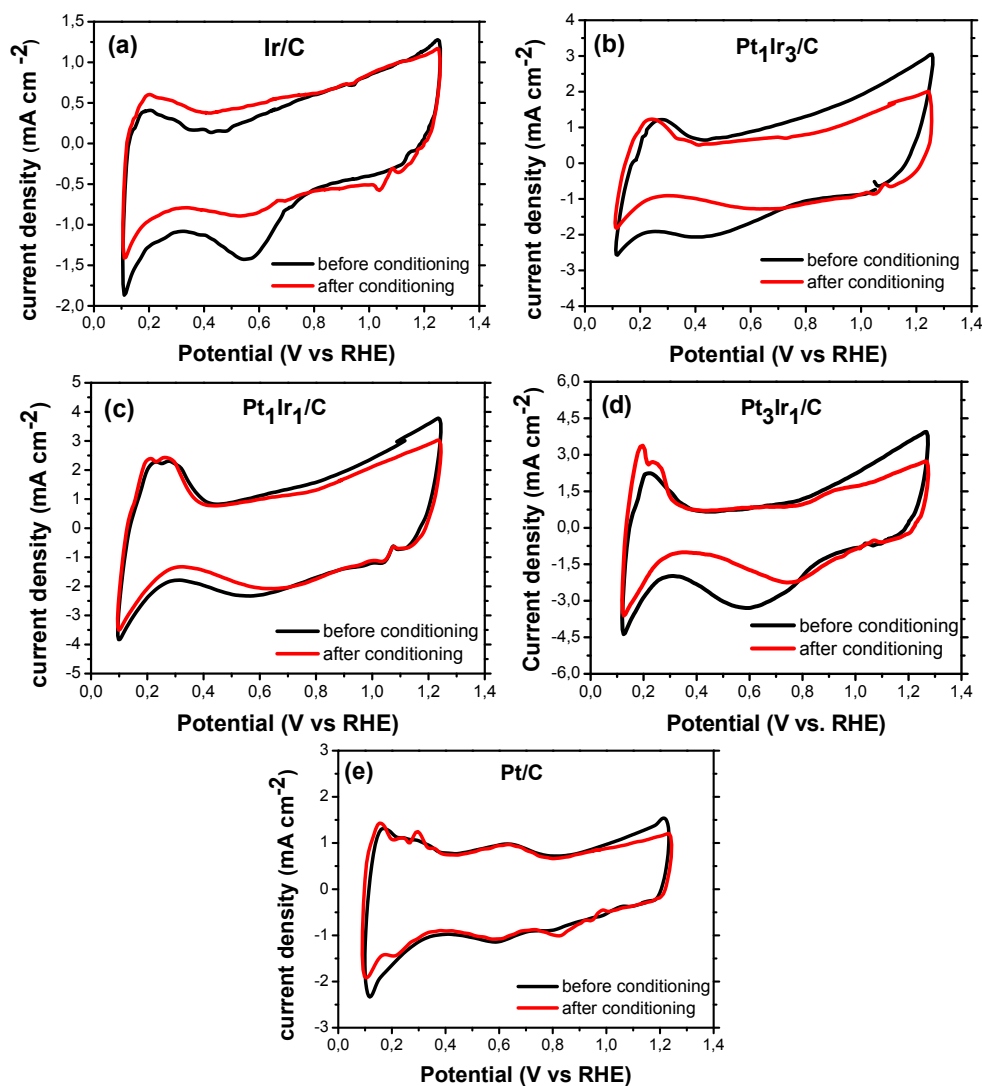 (a)
Ir/C
1,5
1,0
0,5
0,0
-0,5
-1,0
-1,5
-2,0
current density (mA cm -2)
before conditioning
after conditioning
0,0 0,2 0,4 0,6 0,8 1,0 1,2 1,4
Potential (V vs RHE)
(b)
Pt1Ir3/C
4
3
2
1
0
-1
-2
-3
-4
current density (mA cm-2)
before conditioning
after conditioning
0,0 0,2 0,4 0,6 0,8 1,0 1,2 1,4
Potential (V vs RHE)
(c)
Pt1Ir1/C
5
4
3
2
1
0
-1
-2
-3
-4
-5
current density (mA cm-2)
before conditioning
after conditioning
0,0 0,2 0,4 0,6 0,8 1,0 1,2 1,4
Potential (V vs RHE)
(d)
Pt3Ir1/C
6,0
4,5
3,0
1,5
0,0
-1,5
-3,0
-4,5
-6,0
Current density (mA cm-2)
before conditioning
after conditioning
0,0 0,2 0,4 0,6 0,8 1,0 1,2 1,4
Potential (V vs. RHE)
(e)
Pt/C
3
2
1
0
-1
-2
-3
current density (mA cm-2)
before conditioning
after conditioning
0,0 0,2 0,4 0,6 0,8 1,0 1,2 1,4
Potential (V vs RHE)